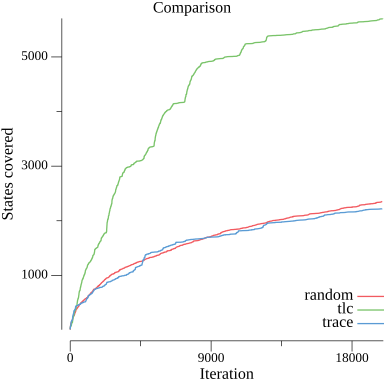 Comparison
States covered
5000
3000
1000
random
tlc
trace
0
9000
18000
Iteration